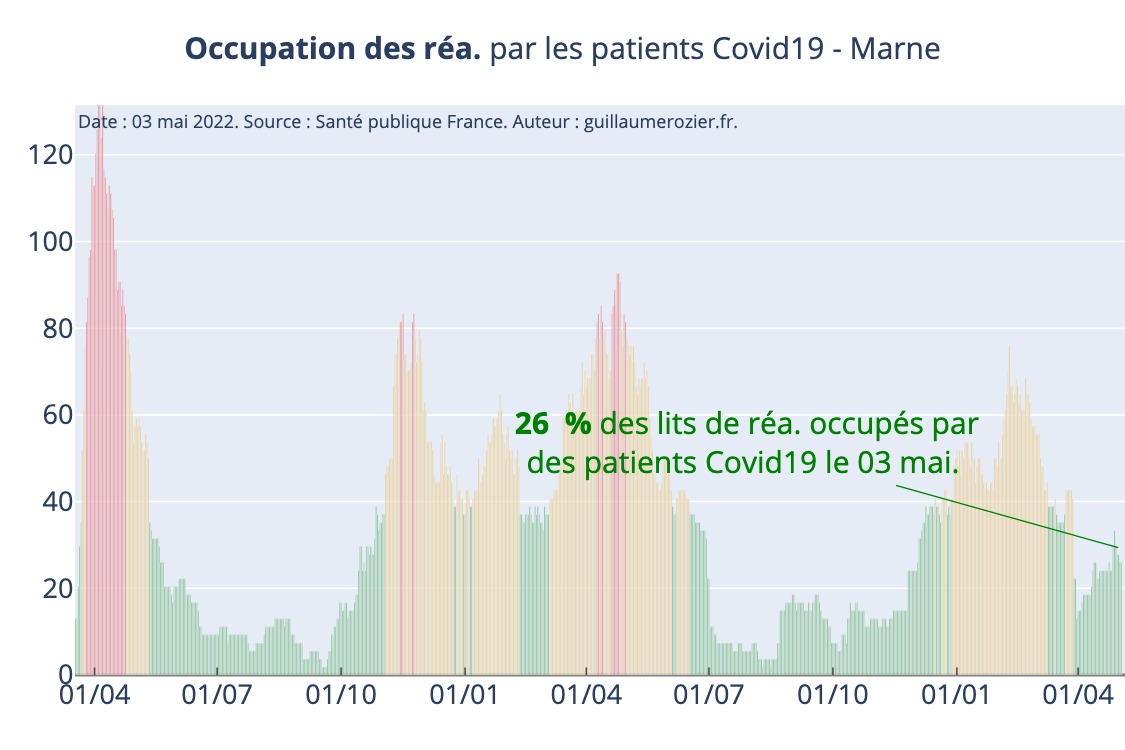 Occupation des réa. par les patients Covid19 - Marne
Date : 03 mai 2022. Source : Santé publique France. Auteur : guillaumerozier.fr.
120
100
80
60
40
20
0
26  % des lits de réa. occupés par
des patients Covid19 le 03 mai.
01/04 01/07 01/10 01/01 01/04 01/07 01/10 01/01 01/04